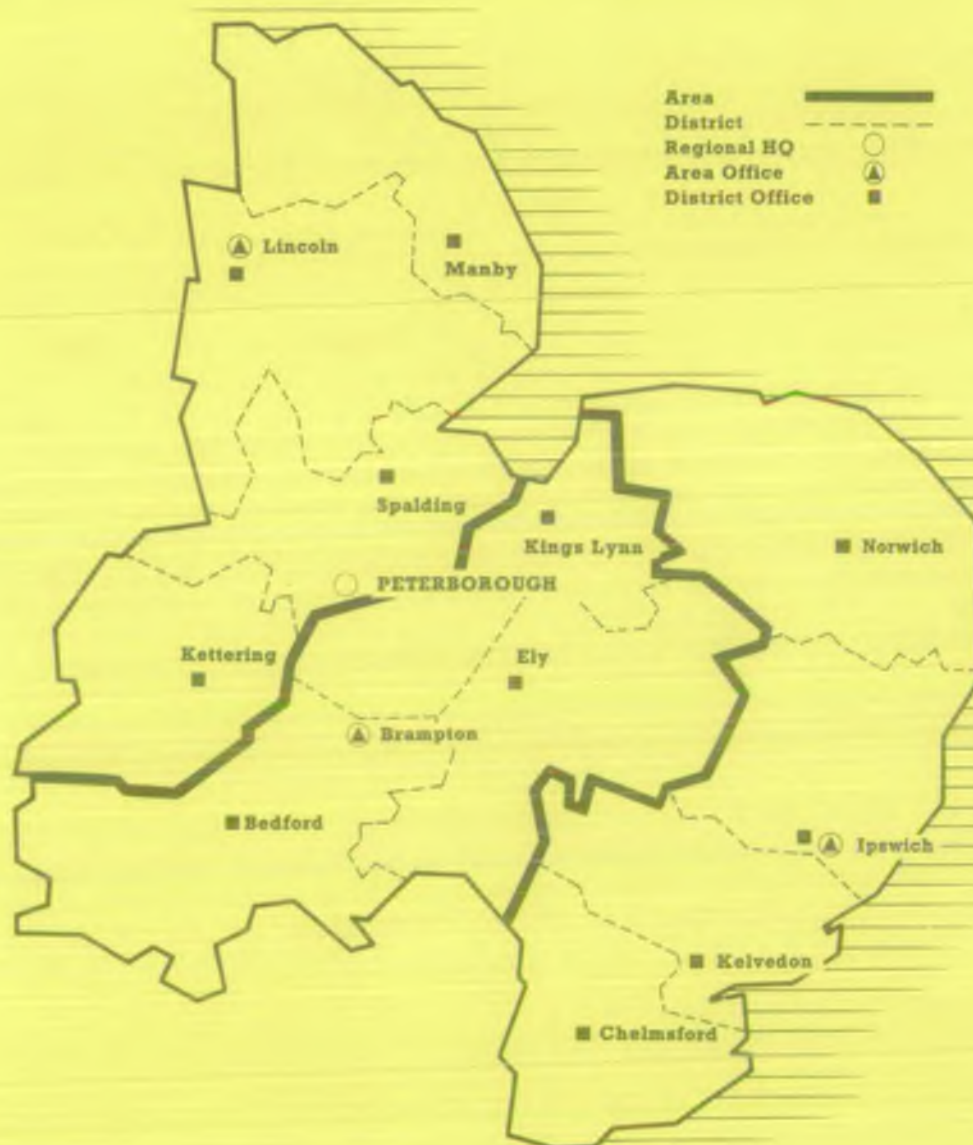 Area
District
Regional HQ
Area Office
District Office
Lincoln
Manby
Spalding
Kings Lynn
Norwich
PETERBOROUGH
Kettering
Ely
Brampton
Bedford
Ipswich
Kelvedon
Chelmsford